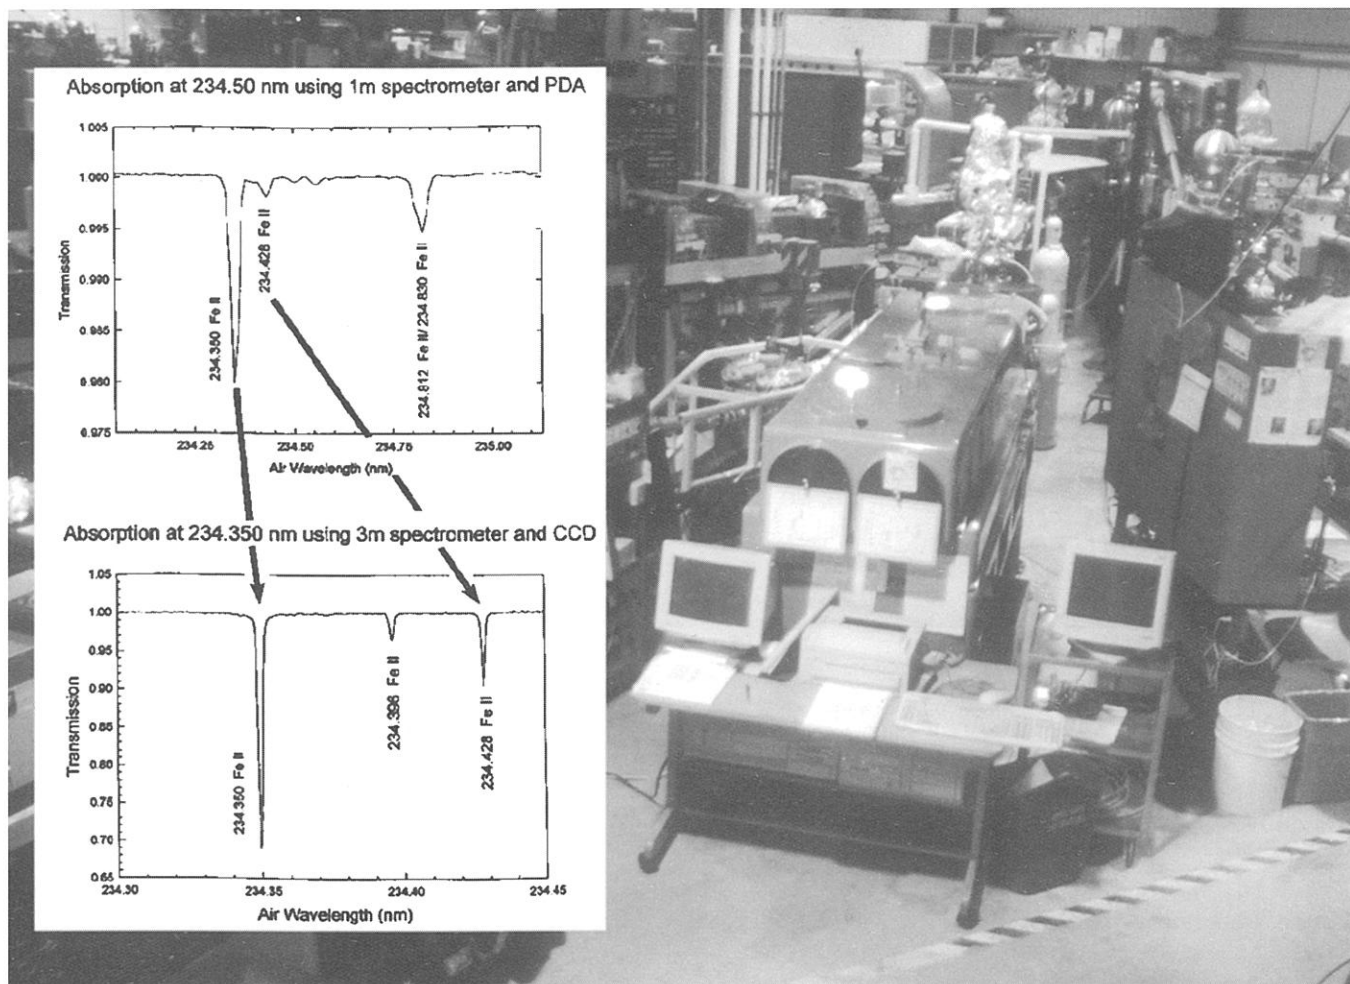 Absorption at 234.50 nm using 1m spectrometer and PDA
1.005
1.000
0.995
0.990
0.985
0.980
0.975
Transmission
234.350 Fe II
234.428 Fe II
234.812 Fe II/ 234.830 Fe II
234.25 234.50 234.75 235.00
Air Wavelength (nm)
Absorption at 234.350 nm using 3m spectrometer and CCD
1.05
1.00
0.95
0.90
0.85
0.80
0.75
0.70
0.65
Transmission
234.350 Fe II
234.396 Fe II
234.428 Fe II
234.30 234.35 234.40 234.45
Air Wavelength (nm)